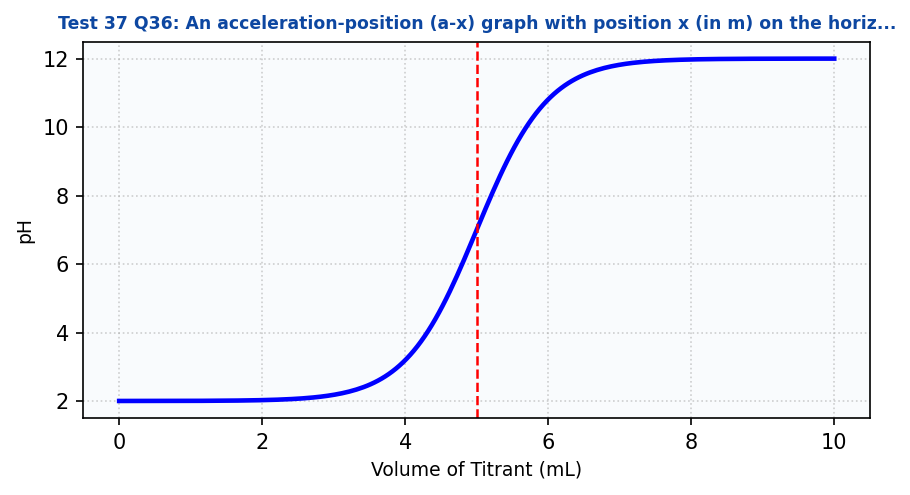 Test 37 Q36: An acceleration-position (a-x) graph with position x (in m) on the horiz...
12
10
8
6
4
2
pH
0 2 4 6 8 10
Volume of Titrant (mL)